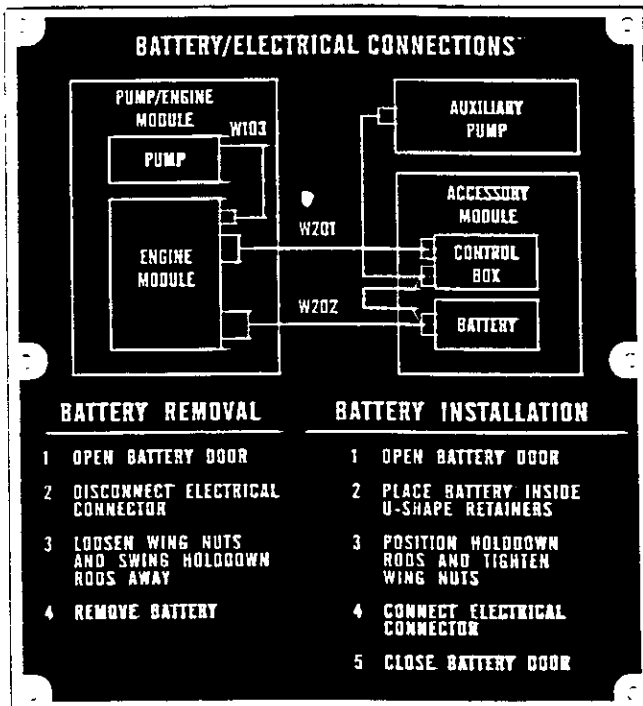 BATTERY/ELECTRICAL CONNECTIONS
PUMP/ENGINE
MODULE
W103
PUMP
ENGINE
MODULE
W201
W202
AUXILIARY
PUMP
ACCESSORY
MODULE
CONTROL
BOX
BATTERY
BATTERY REMOVAL
1 OPEN BATTERY DOOR
2 DISCONNECT ELECTRICAL
CONNECTOR
3 LOOSEN WING NUTS
AND SWING HOLDDOWN
RODS AWAY
4 REMOVE BATTERY
BATTERY INSTALLATION
1 OPEN BATTERY DOOR
2 PLACE BATTERY INSIDE
U-SHAPE RETAINERS
3 POSITION HOLDDOWN
RODS AND TIGHTEN
WING NUTS
4 CONNECT ELECTRICAL
CONNECTOR
5 CLOSE BATTERY DOOR